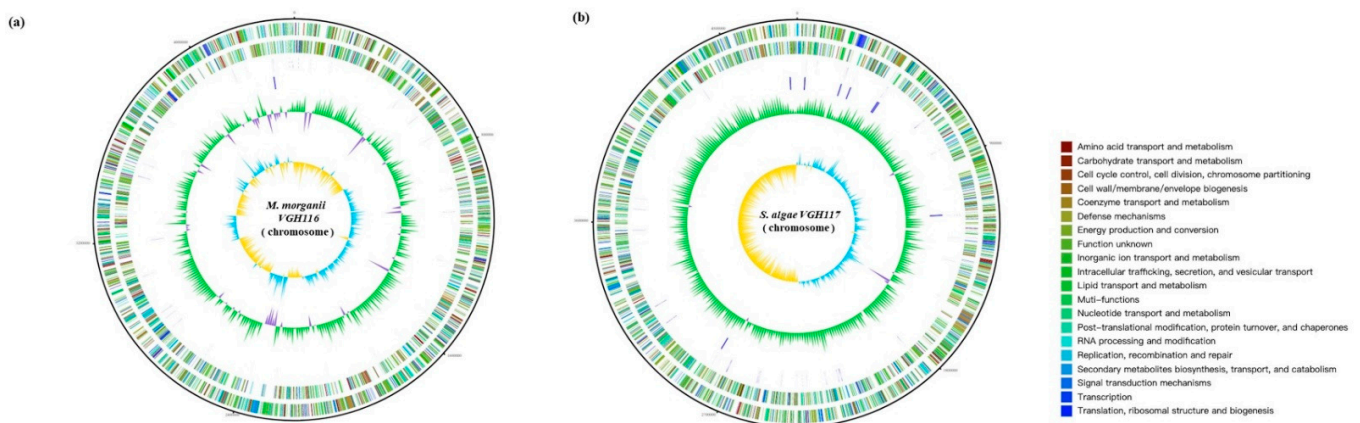 (a)
(b)
M. morganii
VGH116
( chromosome )
S. algae VGH117
( chromosome )
Amino acid transport and metabolism
Carbohydrate transport and metabolism
Cell cycle control, cell division, chromosome partitioning
Cell wall/membrane/envelope biogenesis
Coenzyme transport and metabolism
Defense mechanisms
Energy production and conversion
Function unknown
Inorganic ion transport and metabolism
Intracellular trafficking, secretion, and vesicular transport
Lipid transport and metabolism
Muti-functions
Nucleotide transport and metabolism
Post-translational modification, protein turnover, and chaperones
RNA processing and modification
Replication, recombination and repair
Secondary metabolites biosynthesis, transport, and catabolism
Signal transduction mechanisms
Transcription
Translation, ribosomal structure and biogenesis